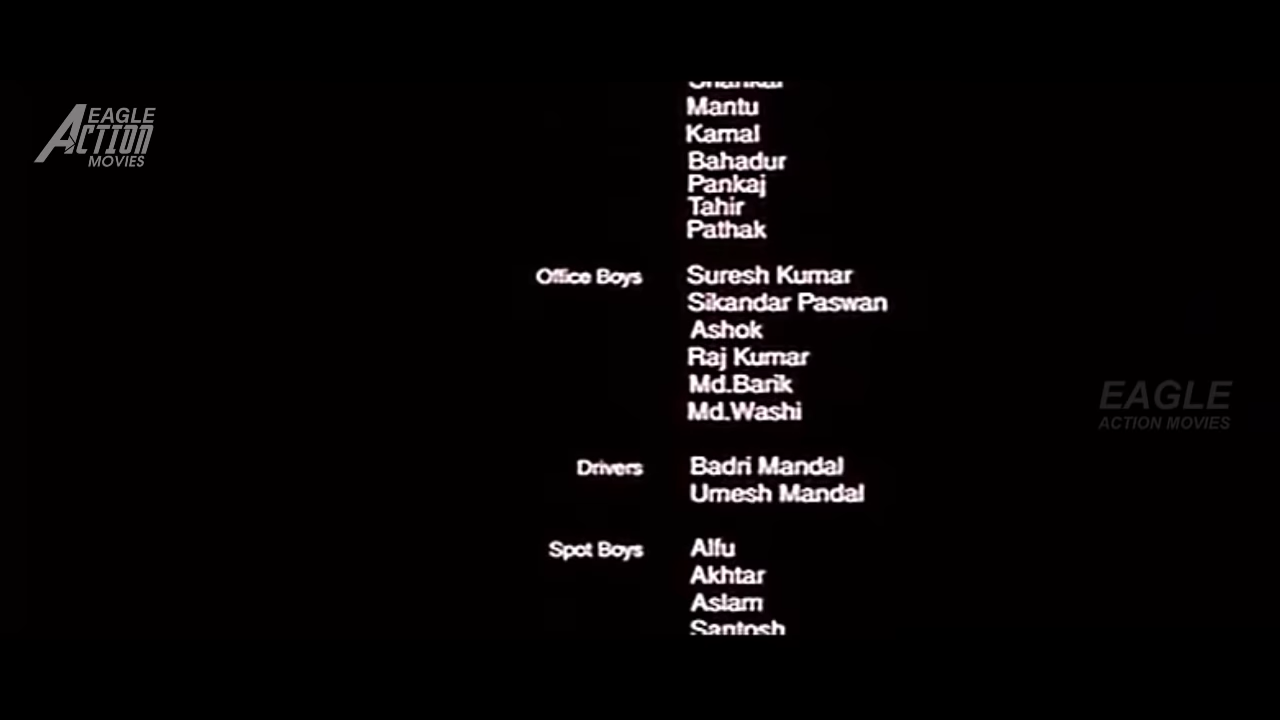 EAGLE
ACTION
MOVIES
Mantu
Kamal
Bahadur
Pankaj
Tahir
Pathak
Office Boys Suresh Kumar
Sikandar Paswan
Ashok
Raj Kumar
Md.Barik
Md.Washi
EAGLE
ACTION MOVIES
Drivers Badri Mandal
Umesh Mandal
Spot Boys Alfu
Akhtar
Aslam
Santosh